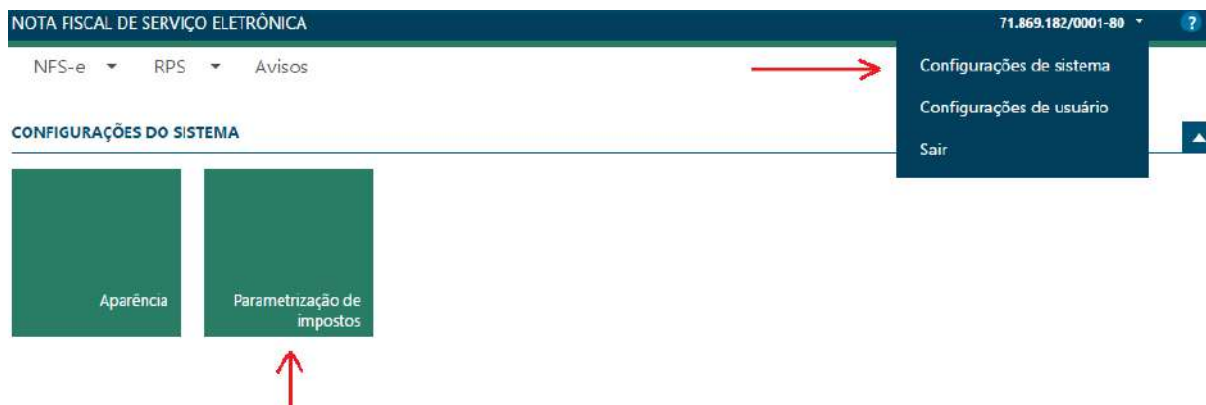 NOTA FISCAL DE SERVIÇO ELETRÔNICA
71.869.182/0001-80
?
NFS-e
RPS
Avisos
Configurações de sistema
Configurações de usuário
Sair
CONFIGURAÇÕES DO SISTEMA
Aparência
Parametrização de
impostos